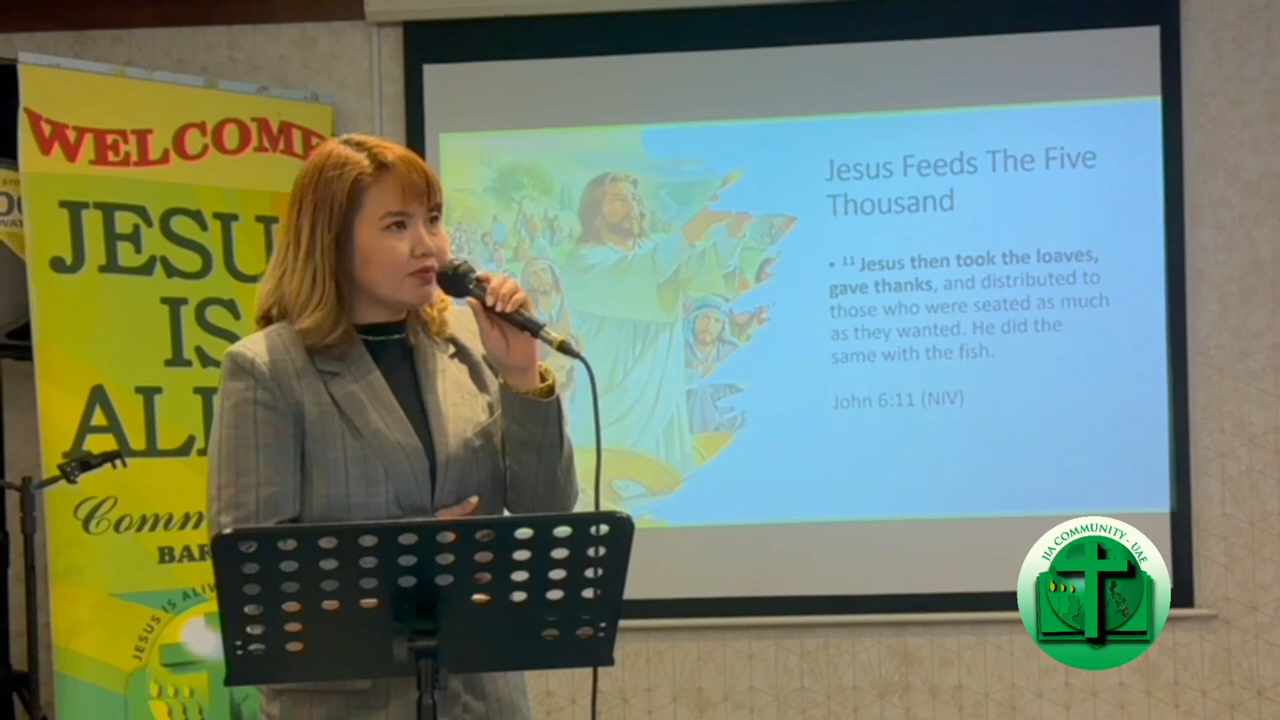 WELCOME
JESU
IS
ALI
Comm
BAR
JESUS IS ALIV
Jesus Feeds The Five
Thousand
• ¹¹ Jesus then took the loaves,
gave thanks, and distributed to
those who were seated as much
as they wanted. He did the
same with the fish.
John 6:11 (NIV)
JIA COMMUNITY - UAE